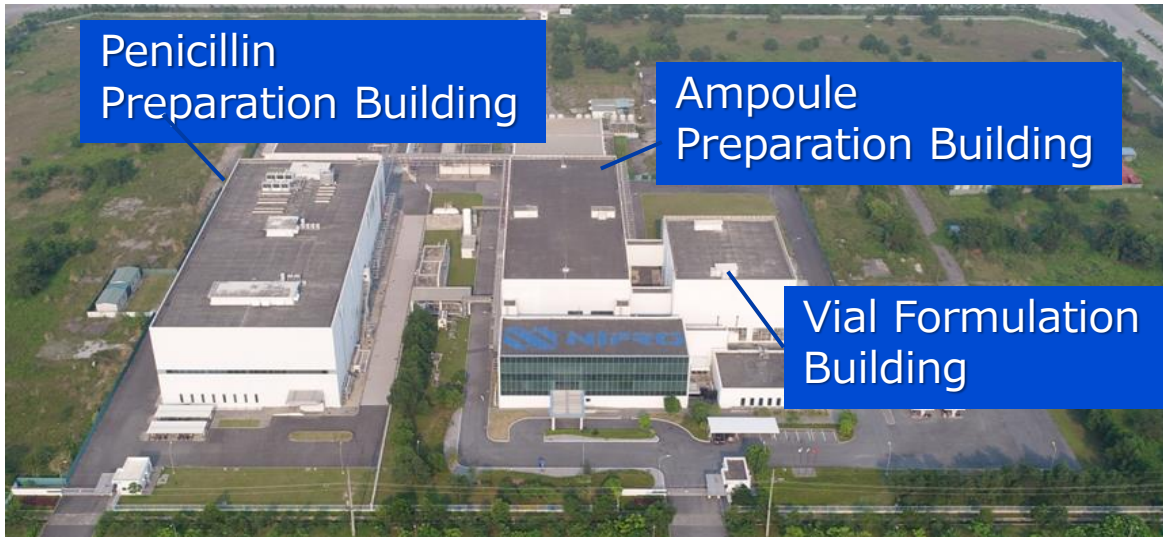 Penicillin
Preparation Building
Ampoule
Preparation Building
NIPRO
Vial Formulation
Building